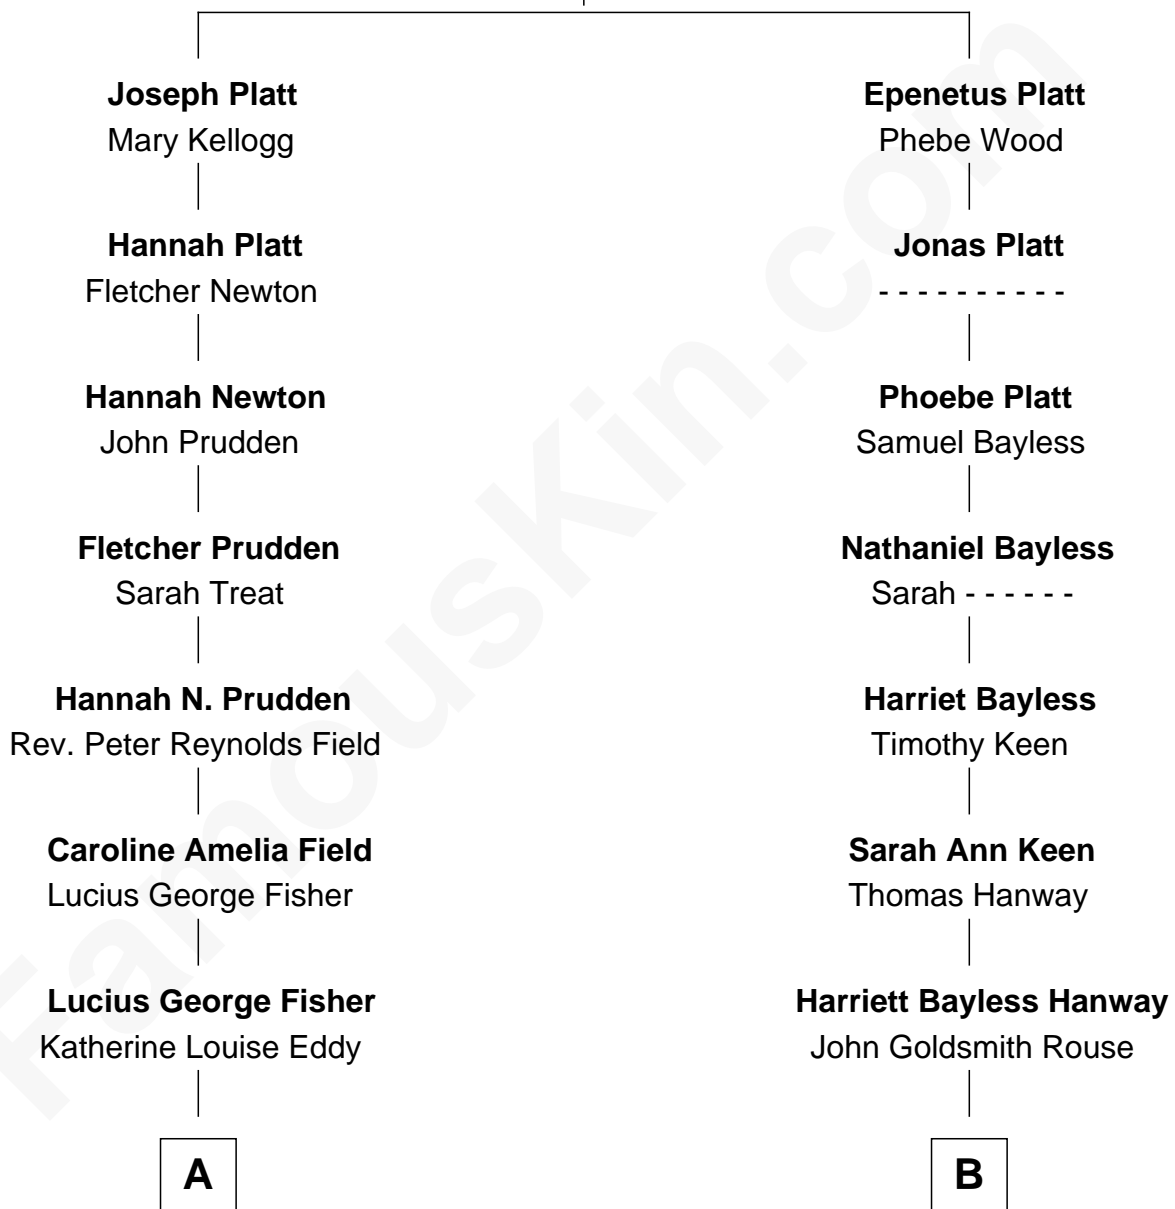 Joseph Platt
Mary Kellogg
Hannah Platt
Fletcher Newton
Hannah Newton
John Prudden
Fletcher Prudden
Sarah Treat
Hannah N. Prudden
Rev. Peter Reynolds Field
Caroline Amelia Field
Lucius George Fisher
Lucius George Fisher
Katherine Louise Eddy
A
Epenetus Platt
Phebe Wood
Jonas Platt
- - - - - - - - - -
Phoebe Platt
Samuel Bayless
Nathaniel Bayless
Sarah - - - - - -
Harriet Bayless
Timothy Keen
Sarah Ann Keen
Thomas Hanway
Harriett Bayless Hanway
John Goldsmith Rouse
B
FamousKin.com